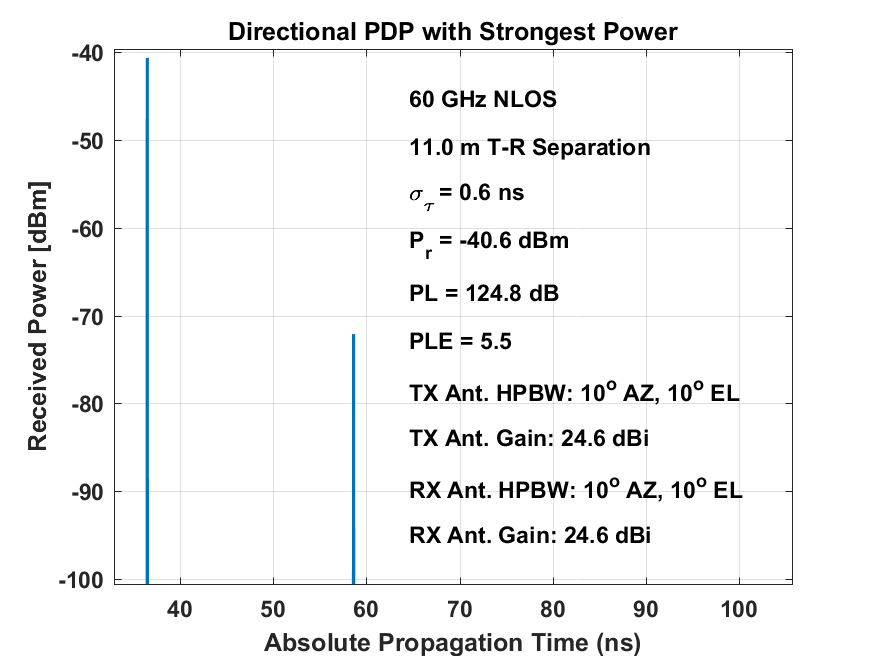 Directional PDP with Strongest Power
Received Power [dBm]
-40
-50
-60
-70
-80
-90
-100
60 GHz NLOS
11.0 m T-R Separation
σ_τ = 0.6 ns
P_r = -40.6 dBm
PL = 124.8 dB
PLE = 5.5
TX Ant. HPBW: 10° AZ, 10° EL
TX Ant. Gain: 24.6 dBi
RX Ant. HPBW: 10° AZ, 10° EL
RX Ant. Gain: 24.6 dBi
40 50 60 70 80 90 100
Absolute Propagation Time (ns)